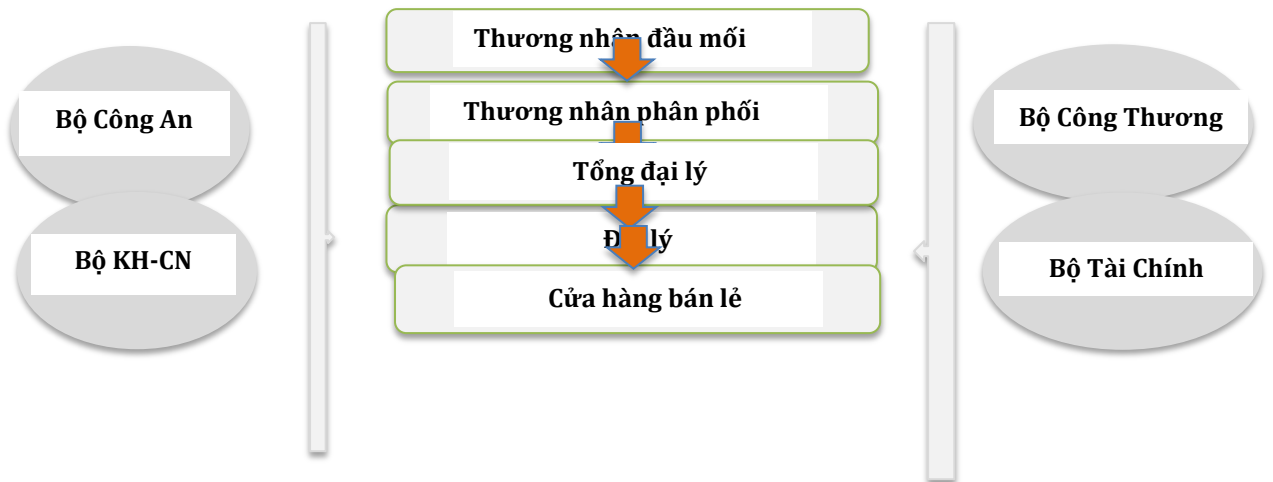 Thương nhân đầu mối
Thương nhân phân phối
Tổng đại lý
lý
Cửa hàng bán lẻ
Bộ Công An
Bộ KH-CN
Bộ Công Thương
Bộ Tài Chính